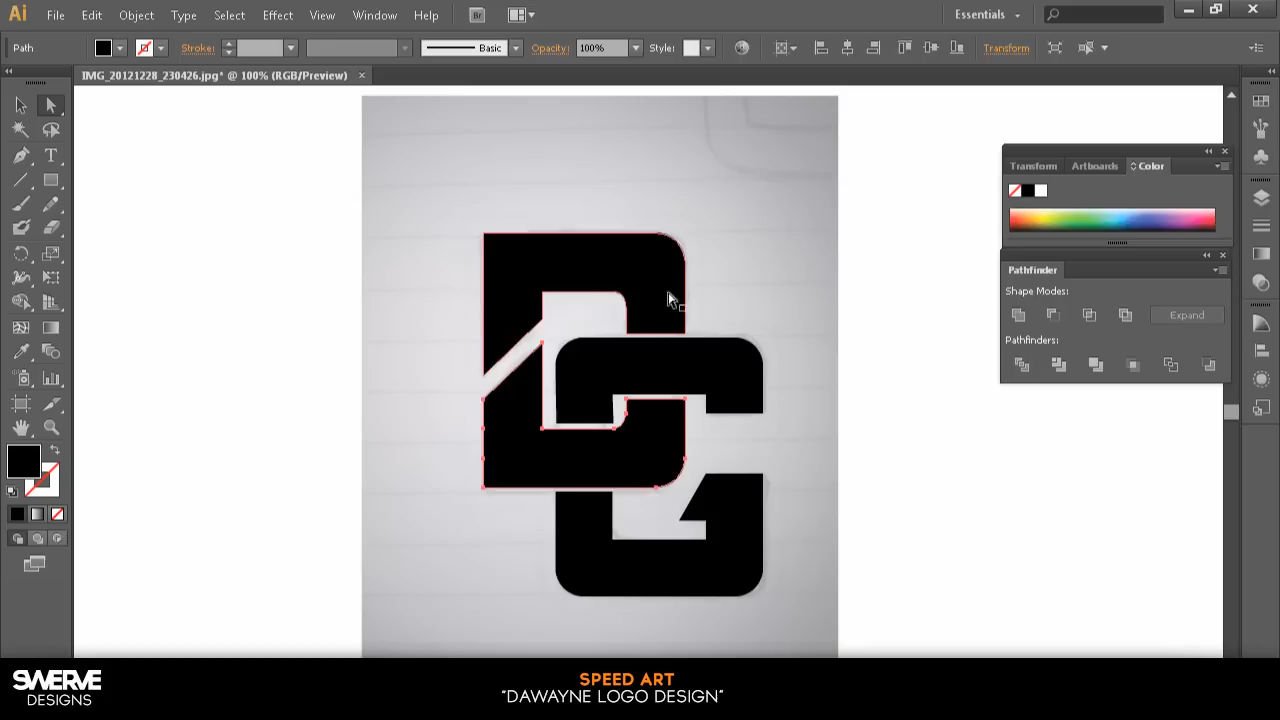 Ai File Edit Object Type Select Effect View Window Help Br Essentials
Path Stroke: Basic Opacity: 100% Style: Transform
IMG_20121228_230426.jpg* @ 100% (RGB/Preview)
Transform Artboards Color
Pathfinder
Shape Modes:
Expand
Pathfinders:
SWERVE
DESIGNS
SPEED ART
"DAWAYNE LOGO DESIGN"